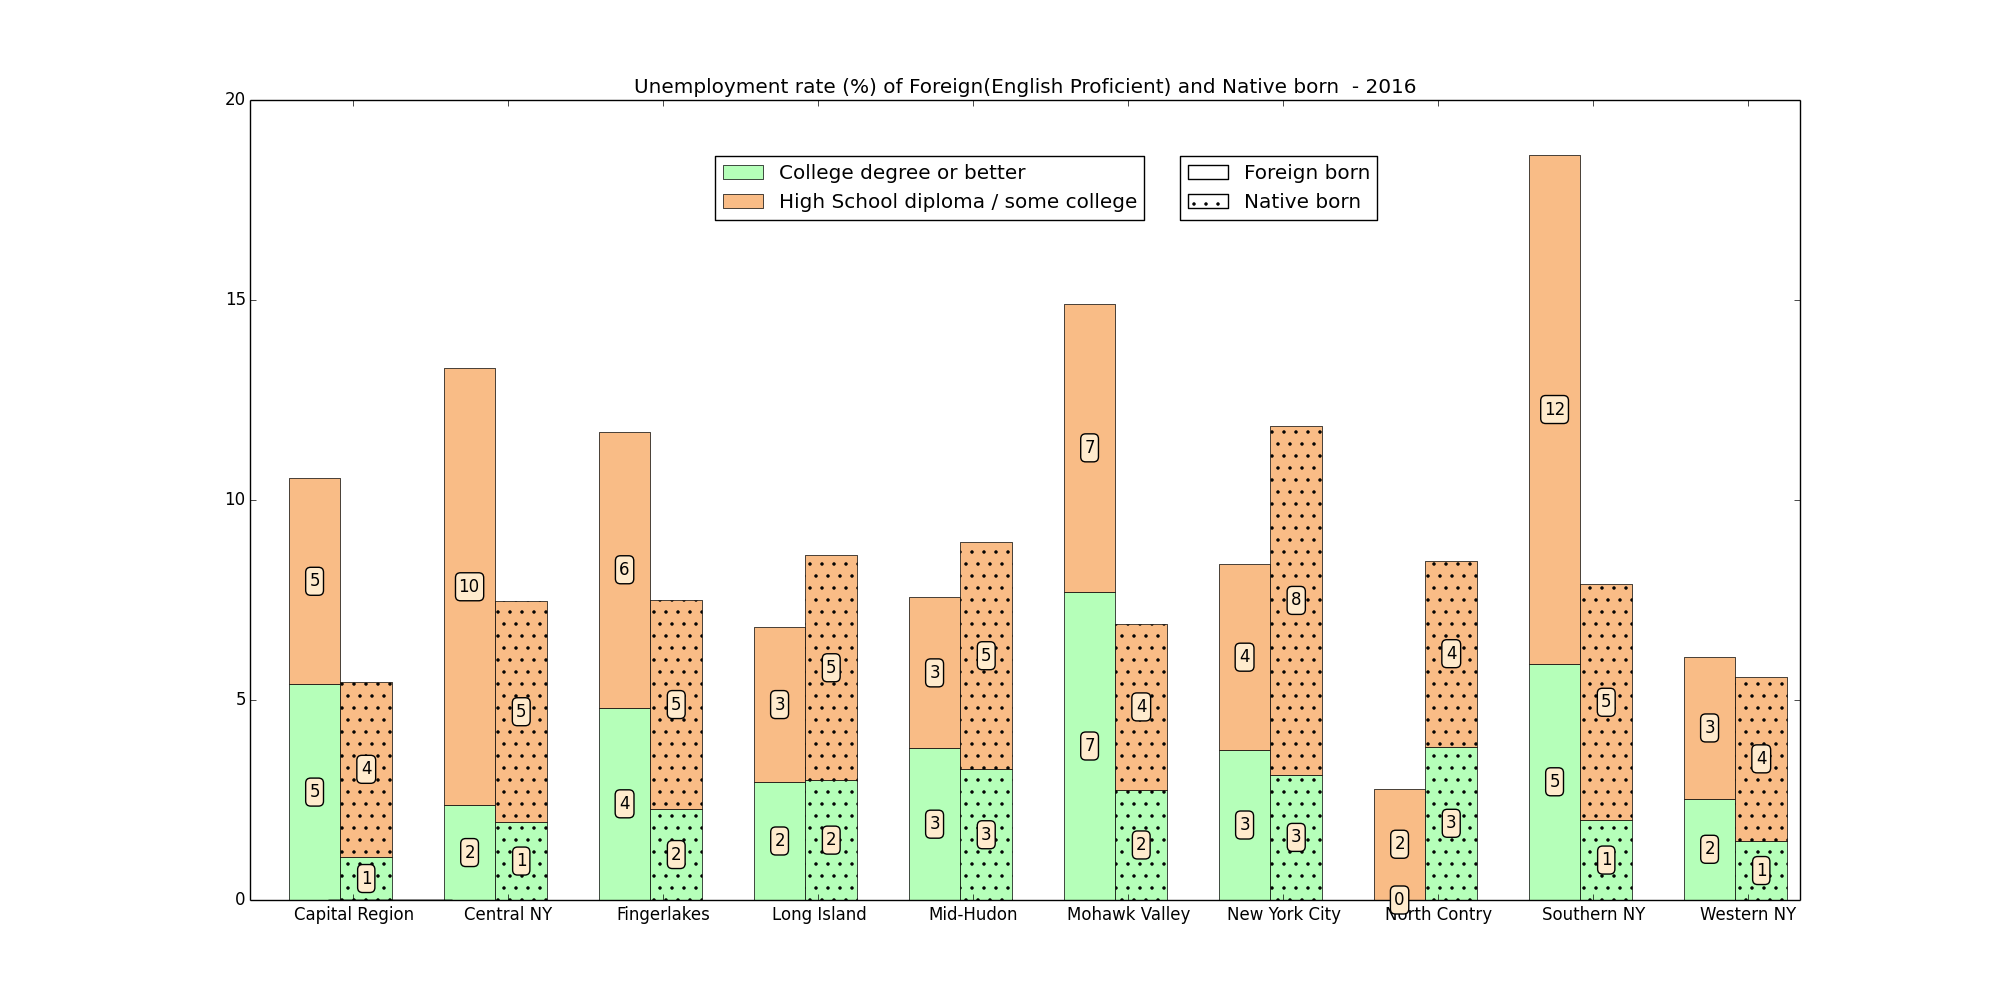 Unemployment rate (%) of Foreign(English Proficient) and Native born  - 2016
20
15
10
5
0
College degree or better
High School diploma / some college
Foreign born
Native born
5 5 4 1
10 2 5 1
6 4 5 2
3 2 5 2
3 3 5 3
7 7 4 2
4 3 8 3
2 0 4 3
12 5 5 1
3 2 4 1
Capital Region Central NY Fingerlakes Long Island Mid-Hudon Mohawk Valley New York City North Contry Southern NY Western NY